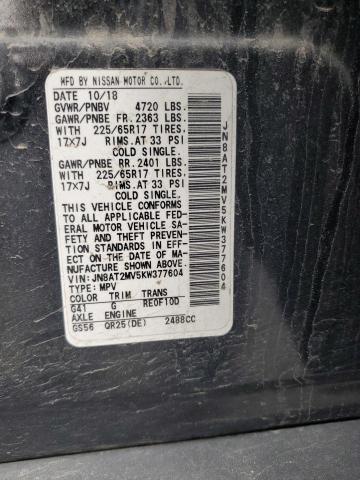 MFD BY NISSAN MOTOR CO.,LTD.
DATE 10/18
GVWR/PNBV 4720 LBS.
GAWR/PNBE FR.2363 LBS.
WITH 225/65R17 TIRES,
17X7J RIMS,AT 33 PSI
COLD SINGLE.
GAWR/PNBE RR.2401 LBS.
WITH 225/65R17 TIRES,
17X7J RIMS,AT 33 PSI
COLD SINGLE.
THIS VEHICLE CONFORMS
TO ALL APPLICABLE FED-
ERAL MOTOR VEHICLE SA-
FETY AND THEFT PREVEN-
TION STANDARDS IN EFF-
ECT ON THE DATE OF MA-
NUFACTURE SHOWN ABOVE.
VIN:JN8AT2MV5KW377604
TYPE:MPV
COLOR TRIM TRANS
G41 G RE0F10D
AXLE ENGINE
GS56 QR25(DE) 2488CC
JN8AT2MV5KW377604